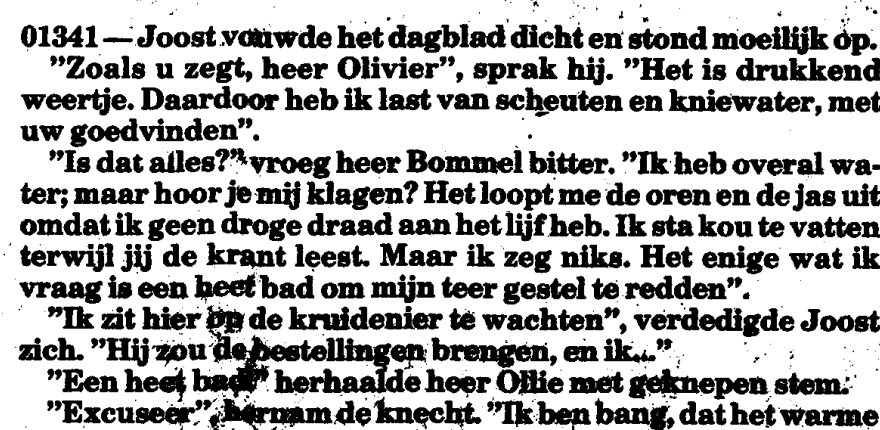 01341 — Joost vouwde het dagblad dicht en stond moeilijk op.
"Zoals u zegt, heer Olivier", sprak hij. "Het is drukkend
weertje. Daardoor heb ik last van scheuten en kniewater, met
uw goedvinden".
"Is dat alles?" vroeg heer Bommel bitter. "Ik heb overal wa-
ter; maar hoor je mij klagen? Het loopt me de oren en de jas uit
omdat ik geen droge draad aan het lijf heb. Ik sta kou te vatten
terwijl jij de krant leest. Maar ik zeg niks. Het enige wat ik
vraag is een heet bad om mijn teer gestel te redden".
"Ik zit hier op de kruidenier te wachten", verdedigde Joost
zich. "Hij zou de bestellingen brengen, en ik..."
"Een heet bad!" herhaalde heer Ollie met geknepen stem.
"Excuseer", hernam de knecht. "Ik ben bang, dat het warme